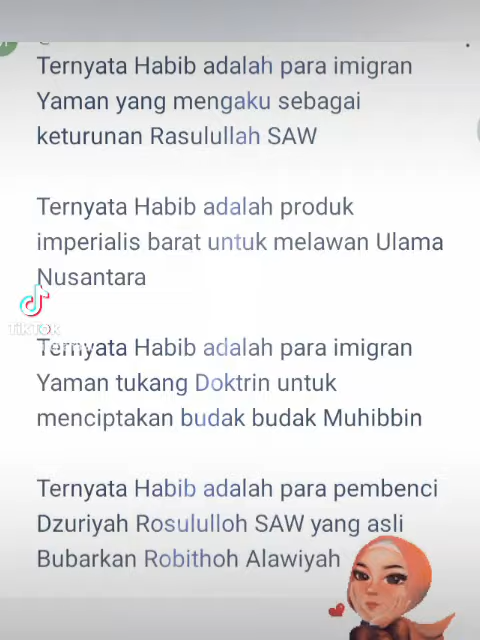 Ternyata Habib adalah para imigran
Yaman yang mengaku sebagai
keturunan Rasulullah SAW
Ternyata Habib adalah produk
imperialis barat untuk melawan Ulama
Nusantara
TikTok
Ternyata Habib adalah para imigran
Yaman tukang Doktrin untuk
menciptakan budak budak Muhibbin
Ternyata Habib adalah para pembenci
Dzuriyah Rosululloh SAW yang asli
Bubarkan Robithoh Alawiyah